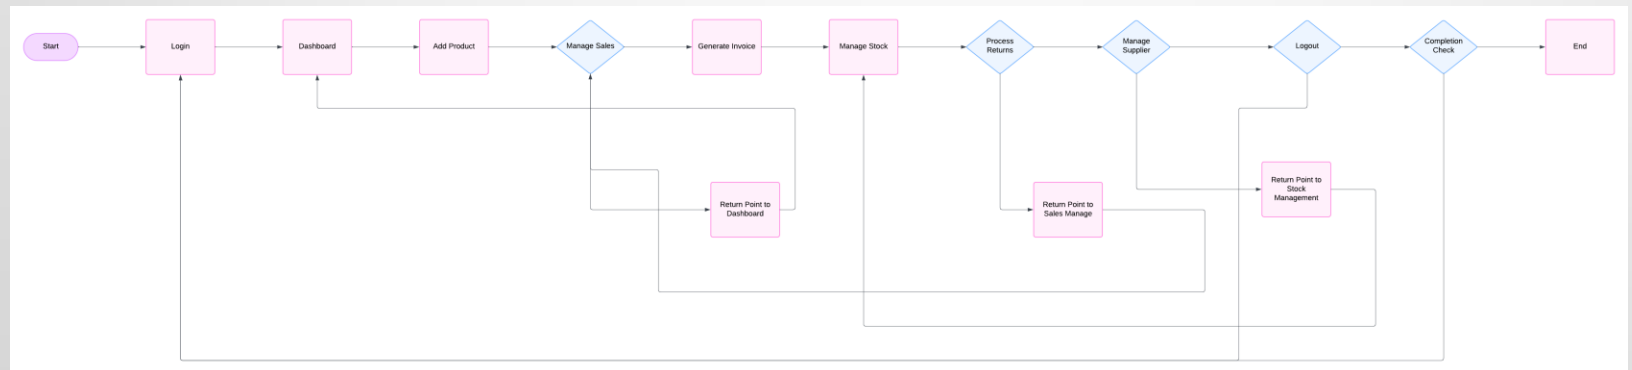 Start
Login
Dashboard
Add Product
Manage Sales
Generate Invoice
Manage Stock
Process
Returns
Manage
Supplier
Logout
Completion
Check
End
Return Point to
Dashboard
Return Point to
Sales Manage
Return Point to
Stock
Management